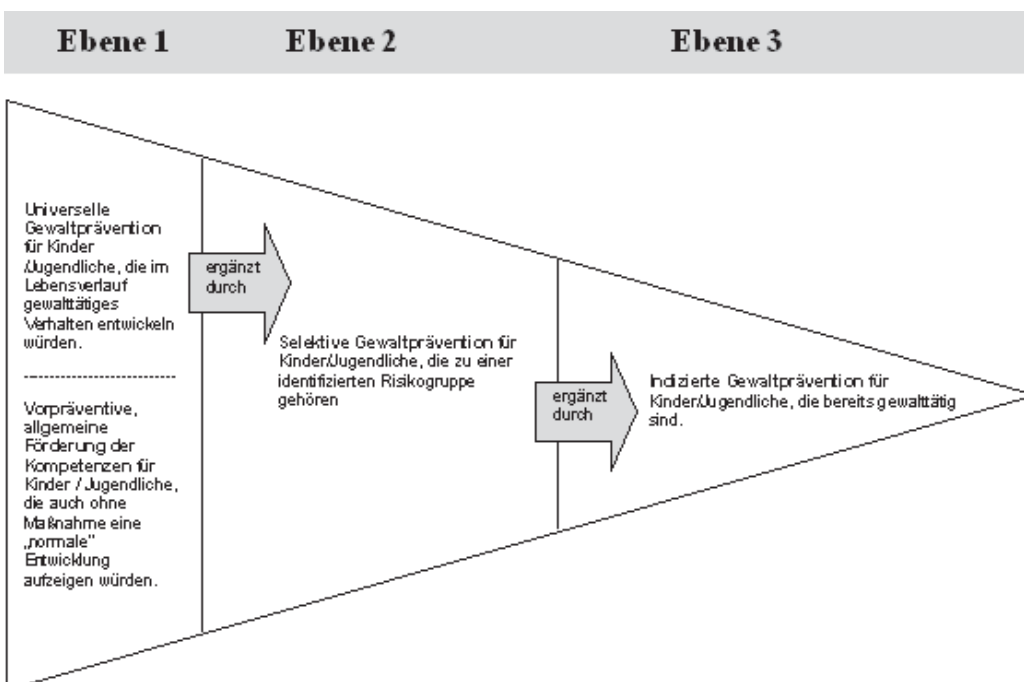 Ebene 1 Ebene 2 Ebene 3
Universelle
Gewaltprävention
für Kinder
/Jugendliche, die im
Lebensverlauf
gewalttätiges
Verhalten entwickeln
würden.
------------------------------
Vorpräventive,
allgemeine
Förderung der
Kompetenzen für
Kinder / Jugendliche,
die auch ohne
Maßnahme eine
„normale“
Entwicklung
aufzeigen würden.
ergänzt
durch
Selektive Gewaltprävention für
Kinder/Jugendliche, die zu einer
identifizierten Risikogruppe
gehören
ergänzt
durch
Indizierte Gewaltprävention für
Kinder/Jugendliche, die bereits gewalttätig
sind.